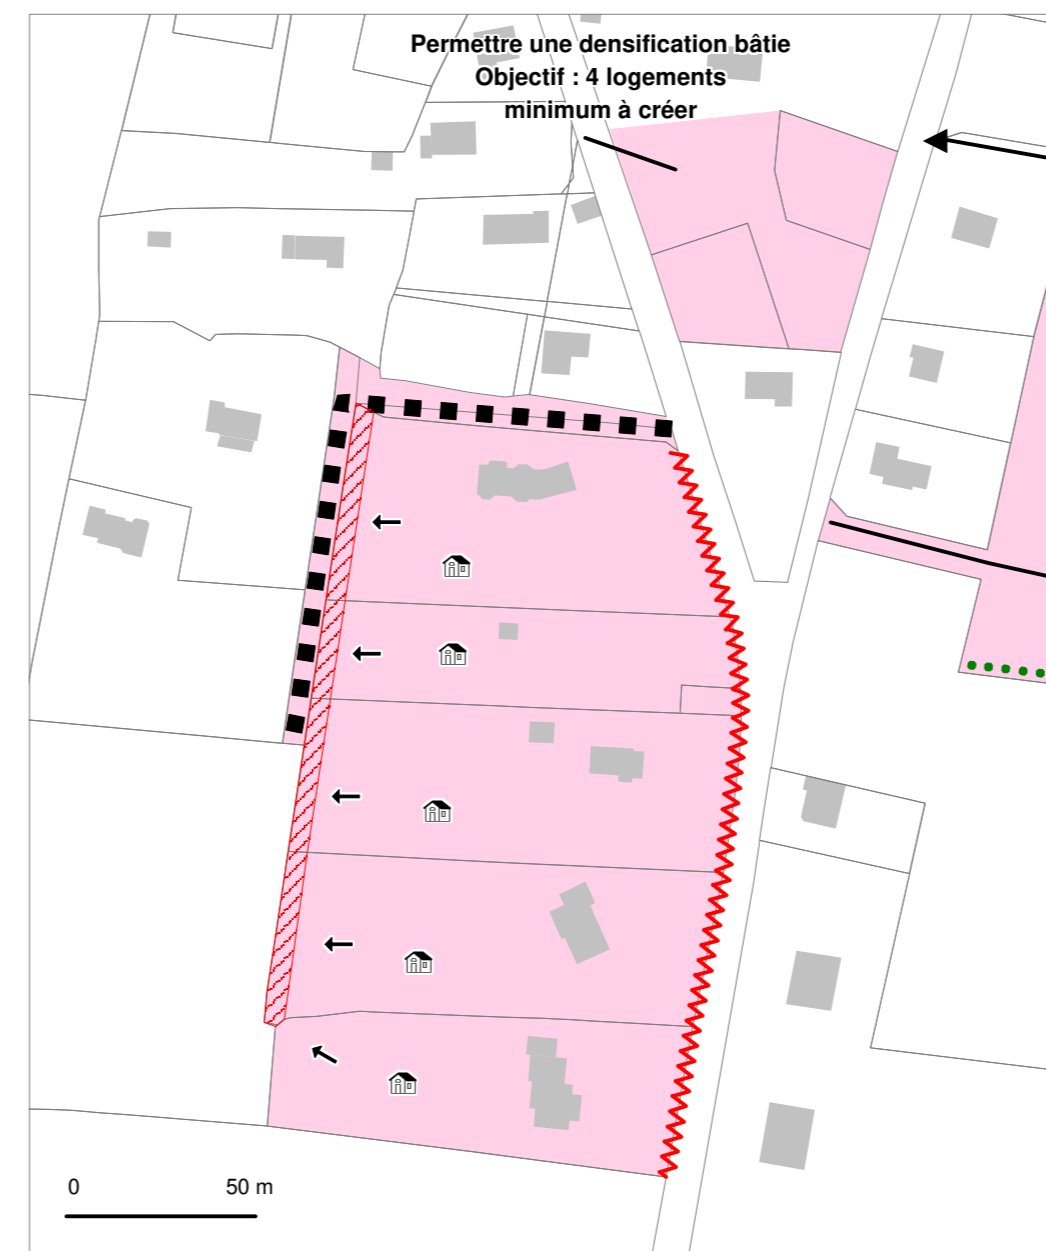 Permettre une densification bâtie
Objectif : 4 logements
minimum à créer
0 50 m